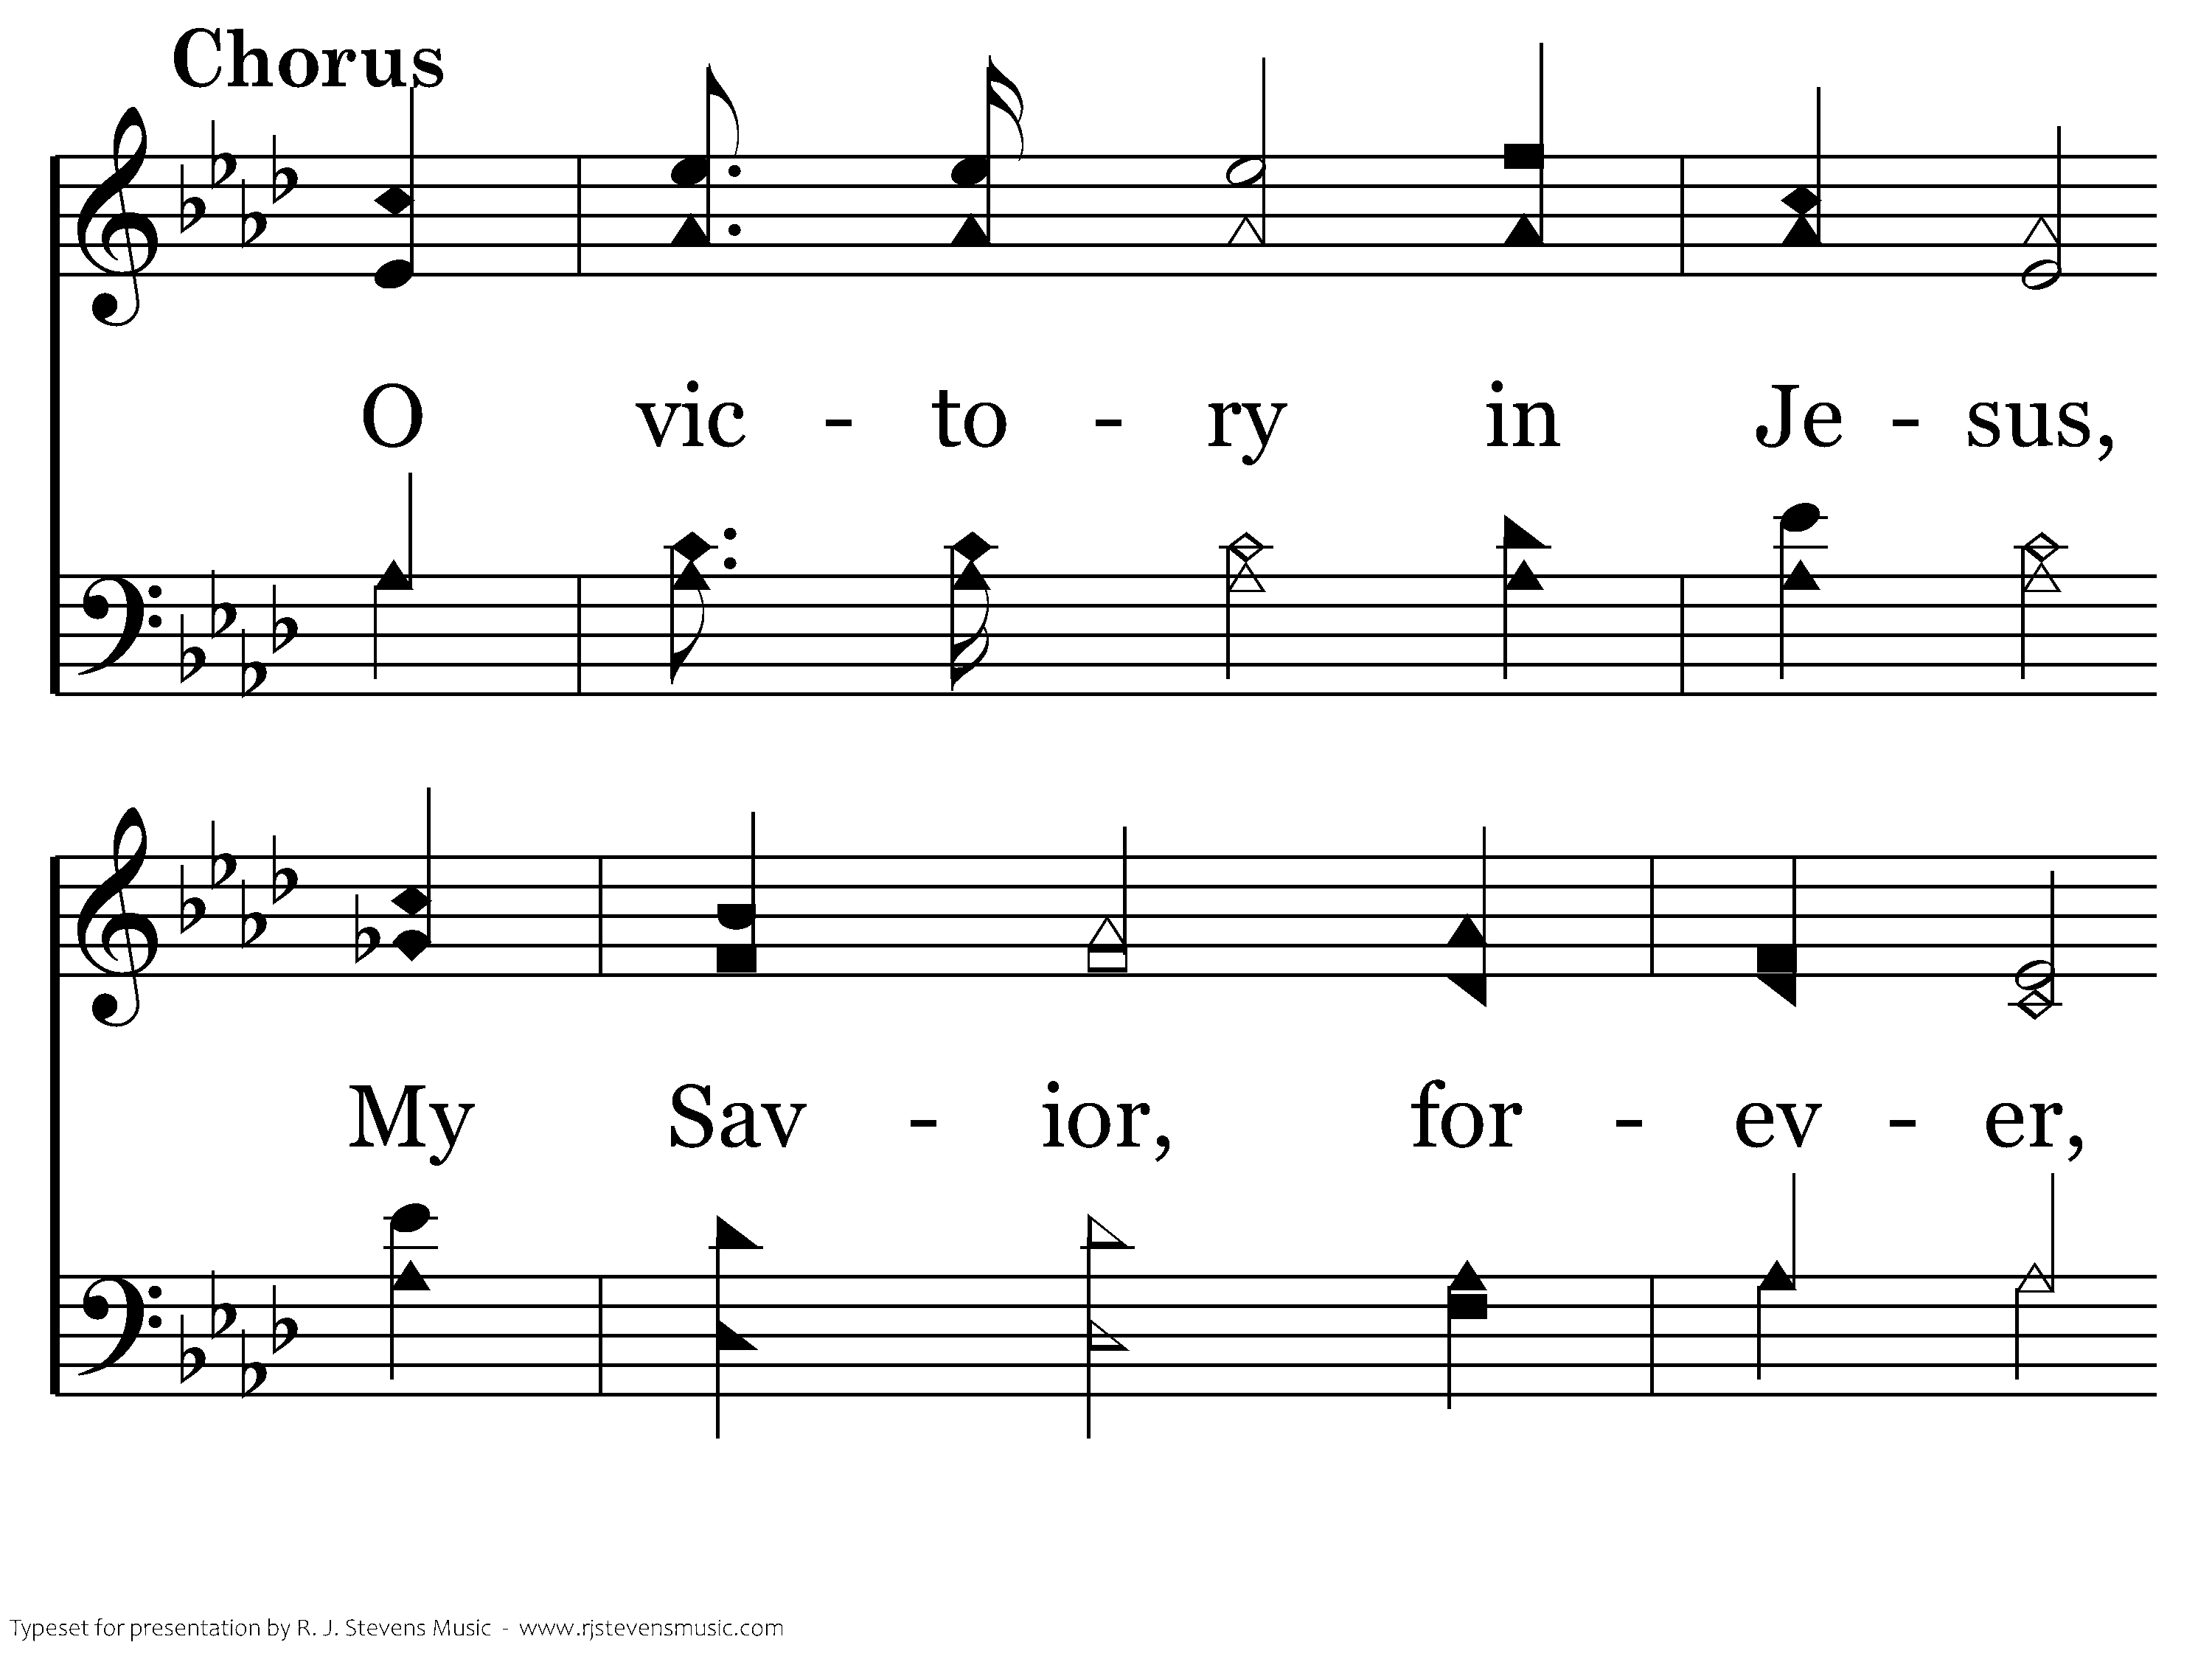 Chorus
O vic - to - ry in Je - sus,
My Sav - ior, for - ev - er,
Typeset for presentation by R. J. Stevens Music - www.rjstevensmusic.com